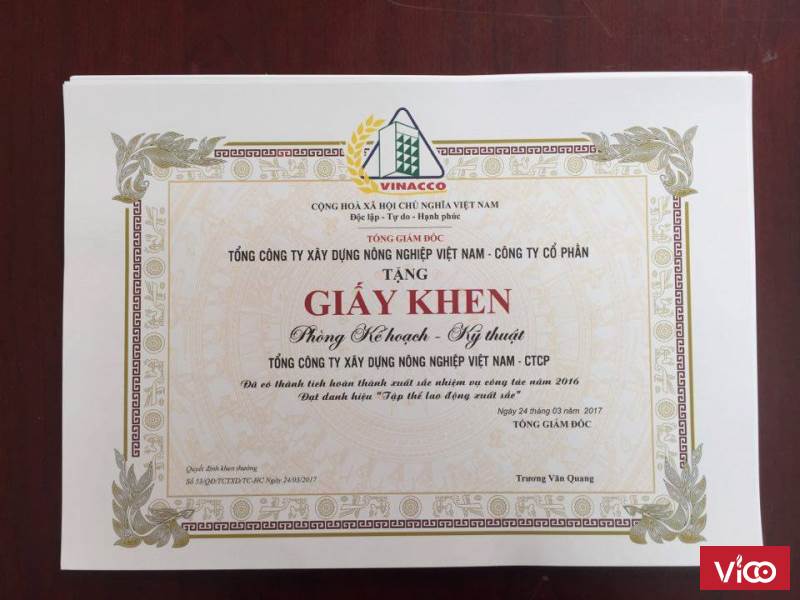 VINACCO
CỘNG HOÀ XÃ HỘI CHỦ NGHĨA VIỆT NAM
Độc lập - Tự do - Hạnh phúc
TỔNG GIÁM ĐỐC
TỔNG CÔNG TY XÂY DỰNG NÔNG NGHIỆP VIỆT NAM - CÔNG TY CỔ PHẦN
TẶNG
GIẤY KHEN
Phòng Kế hoạch - Kỹ thuật
TỔNG CÔNG TY XÂY DỰNG NÔNG NGHIỆP VIỆT NAM - CTCP
Đã có thành tích hoàn thành xuất sắc nhiệm vụ công tác năm 2016
Đạt danh hiệu "Tập thể lao động xuất sắc"
Ngày 24 tháng 03 năm 2017
TỔNG GIÁM ĐỐC
Quyết định khen thưởng
Số 53/QĐ/TCTXD/TC-HC Ngày 24/03/2017
Trương Văn Quang
Vico